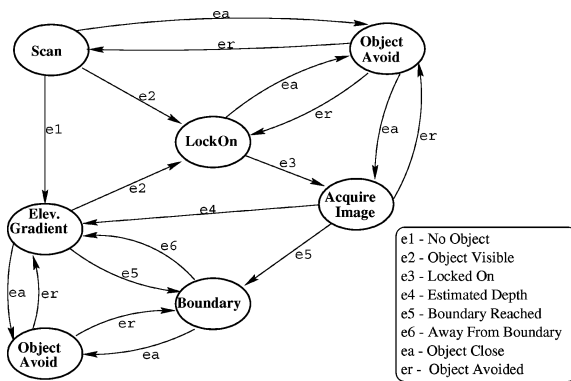 ea
er
Scan
Object
Avoid
e2
ea
er
ea
er
e1
LockOn
e3
e2
Acquire
Image
e4
Elev.
Gradient
e6
e5
e5
ea
er
Boundary
er
ea
Object
Avoid
e1 - No Object
e2 - Object Visible
e3 - Locked On
e4 - Estimated Depth
e5 - Boundary Reached
e6 - Away From Boundary
ea - Object Close
er - Object Avoided